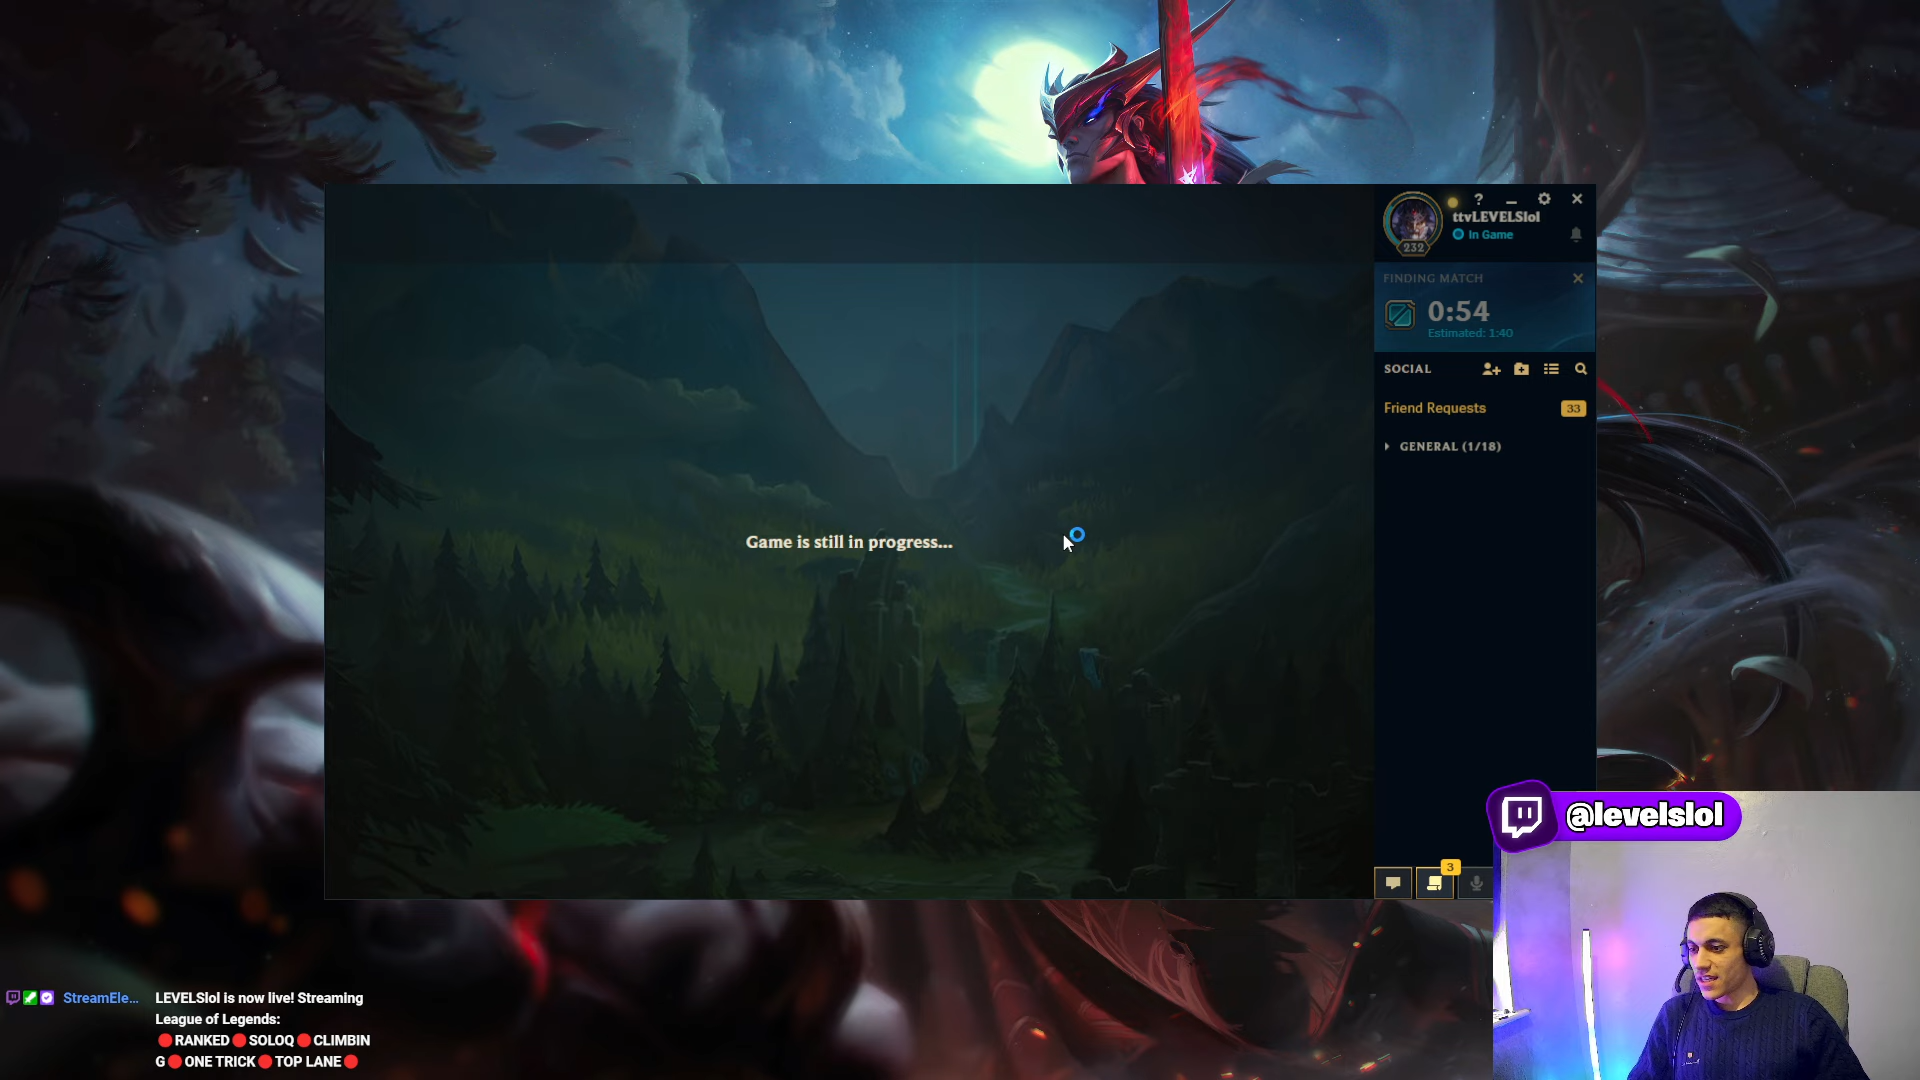 ?
ttvLEVELSlol
In Game
232
FINDING MATCH
0:54
Estimated: 1:40
SOCIAL
Friend Requests
33
GENERAL (1/18)
Game is still in progress...
@levelslol
3
StreamEle...
LEVELSlol is now live! Streaming
League of Legends:
🔴RANKED🔴SOLOQ🔴CLIMBIN
G🔴ONE TRICK🔴TOP LANE🔴